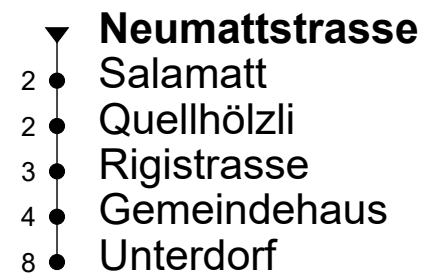 Neumattstrasse
2 Salamatt
2 Quellhölzli
3 Rigistrasse
4 Gemeindehaus
8 Unterdorf